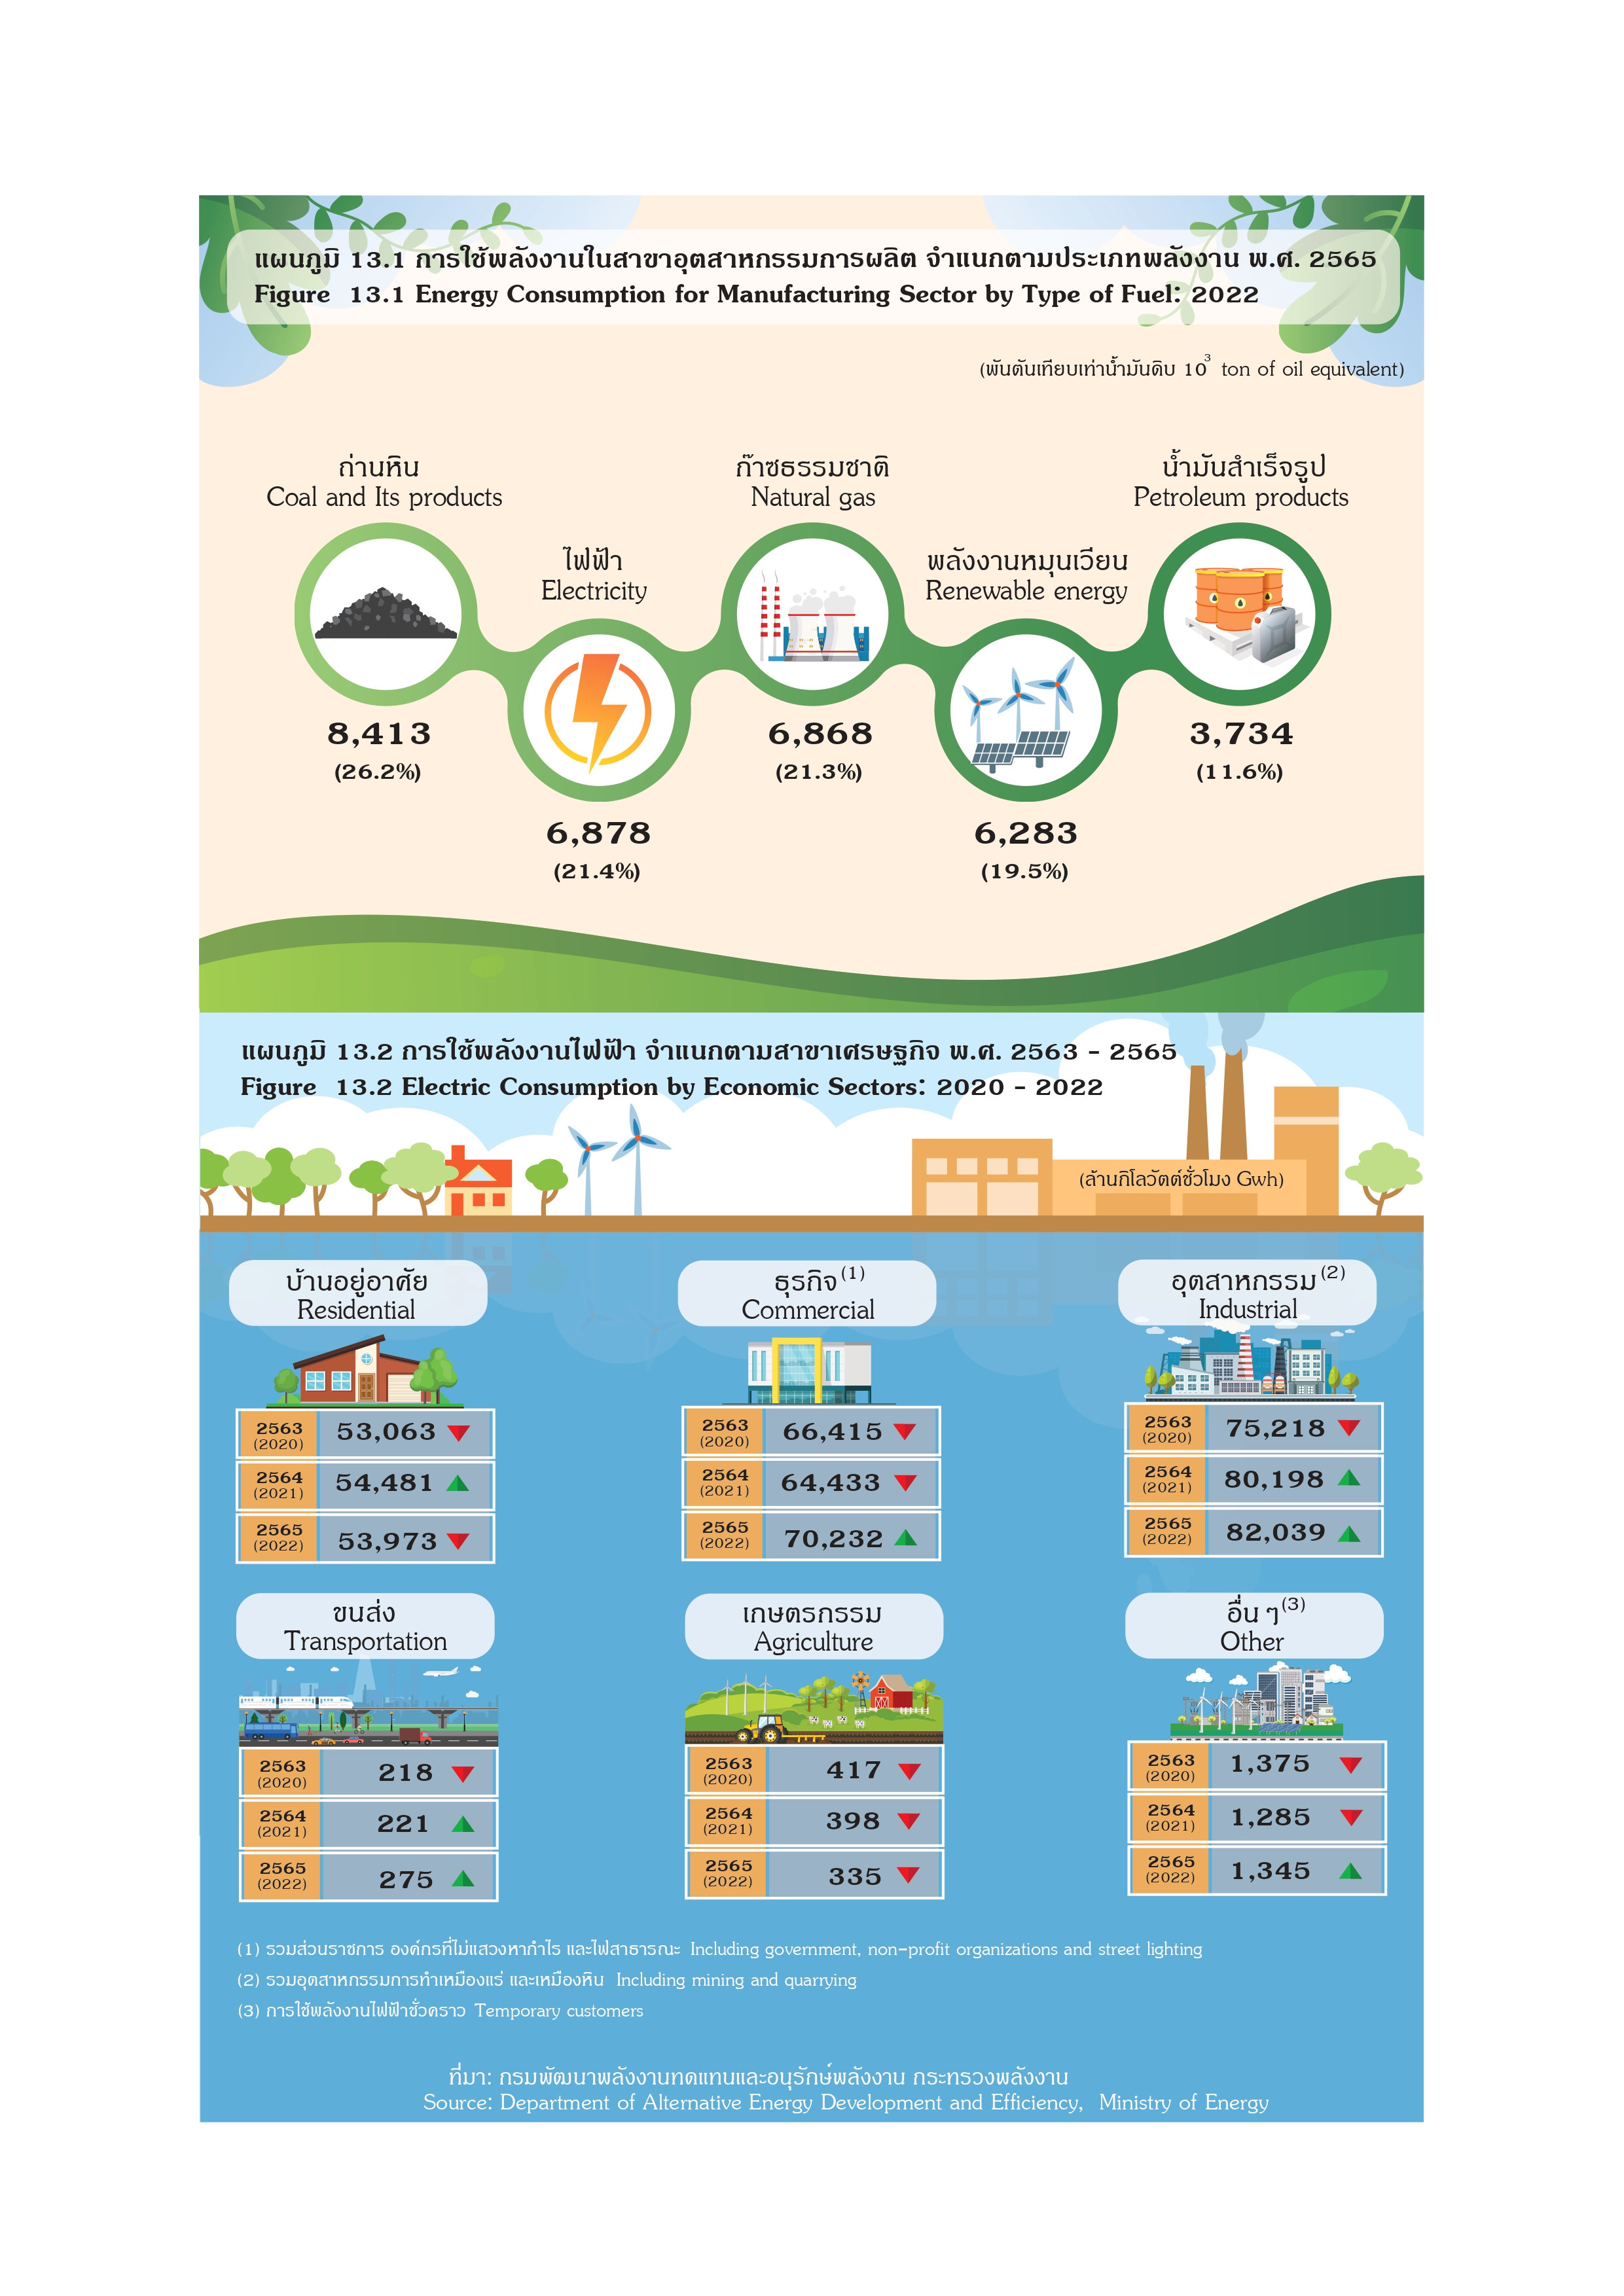 แผนภูมิ 13.1 การใช้พลังงานในสาขาอุตสาหกรรมการผลิต จำแนกตามประเภทพลังงาน พ.ศ. 2565
Figure 13.1 Energy Consumption for Manufacturing Sector by Type of Fuel: 2022
(พันตันเทียบเท่าน้ำมันดิบ 10³ ton of oil equivalent)
ถ่านหิน
Coal and Its products
8,413
(26.2%)
ไฟฟ้า
Electricity
6,878
(21.4%)
ก๊าซธรรมชาติ
Natural gas
6,868
(21.3%)
พลังงานหมุนเวียน
Renewable energy
6,283
(19.5%)
น้ำมันสำเร็จรูป
Petroleum products
3,734
(11.6%)
แผนภูมิ 13.2 การใช้พลังงานไฟฟ้า จำแนกตามสาขาเศรษฐกิจ พ.ศ. 2563 - 2565
Figure 13.2 Electric Consumption by Economic Sectors: 2020 - 2022
(ล้านกิโลวัตต์ชั่วโมง Gwh)
บ้านอยู่อาศัย
Residential
2563 (2020) 53,063
2564 (2021) 54,481
2565 (2022) 53,973
ธุรกิจ (1)
Commercial
2563 (2020) 66,415
2564 (2021) 64,433
2565 (2022) 70,232
อุตสาหกรรม (2)
Industrial
2563 (2020) 75,218
2564 (2021) 80,198
2565 (2022) 82,039
ขนส่ง
Transportation
2563 (2020) 218
2564 (2021) 221
2565 (2022) 275
เกษตรกรรม
Agriculture
2563 (2020) 417
2564 (2021) 398
2565 (2022) 335
อื่น ๆ (3)
Other
2563 (2020) 1,375
2564 (2021) 1,285
2565 (2022) 1,345
(1) รวมส่วนราชการ องค์กรที่ไม่แสวงหากำไร และไฟสาธารณะ Including government, non-profit organizations and street lighting
(2) รวมอุตสาหกรรมการทำเหมืองแร่ และเหมืองหิน Including mining and quarrying
(3) การใช้พลังงานไฟฟ้าชั่วคราว Temporary customers
ที่มา: กรมพัฒนาพลังงานทดแทนและอนุรักษ์พลังงาน กระทรวงพลังงาน
Source: Department of Alternative Energy Development and Efficiency, Ministry of Energy